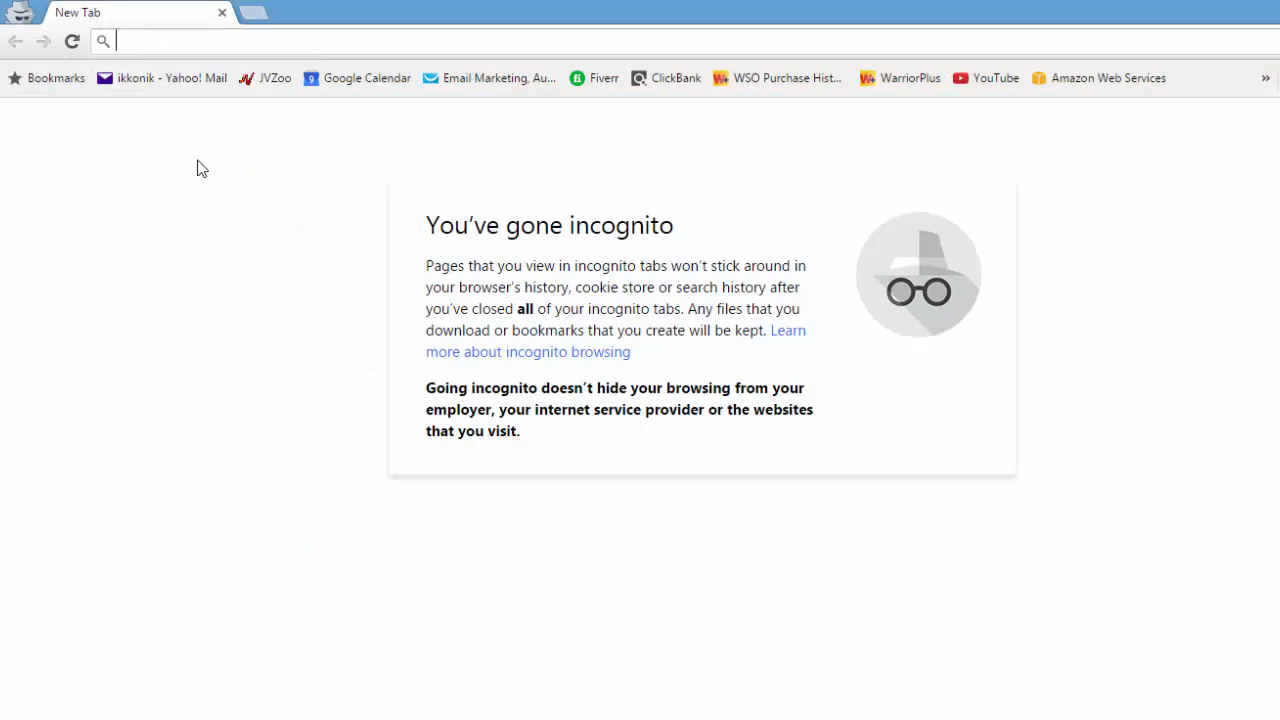 New Tab
Bookmarks ikkonik - Yahoo! Mail JVZoo Google Calendar Email Marketing, Au... Fiverr ClickBank WSO Purchase Hist... WarriorPlus YouTube Amazon Web Services »
You've gone incognito
Pages that you view in incognito tabs won't stick around in
your browser's history, cookie store or search history after
you've closed all of your incognito tabs. Any files that you
download or bookmarks that you create will be kept. Learn
more about incognito browsing
Going incognito doesn't hide your browsing from your
employer, your internet service provider or the websites
that you visit.